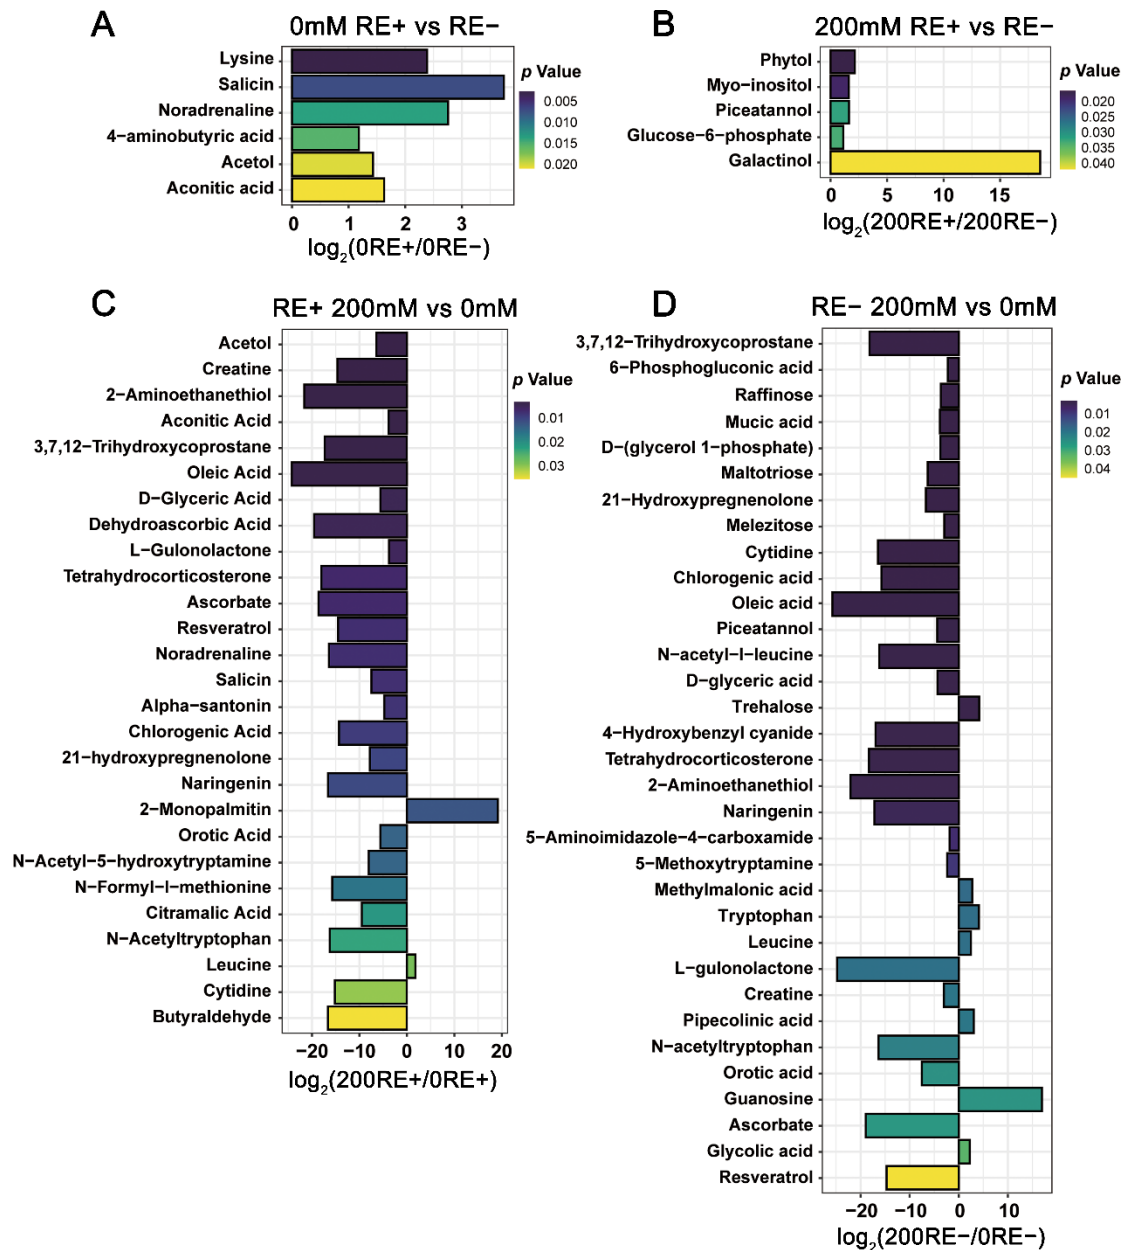 A
0mM RE+ vs RE−
Lysine
Salicin
Noradrenaline
4−aminobutyric acid
Acetol
Aconitic acid
0 1 2 3
log2(0RE+/0RE−)
p Value
0.005
0.010
0.015
0.020
B
200mM RE+ vs RE−
Phytol
Myo−inositol
Piceatannol
Glucose−6−phosphate
Galactinol
0 5 10 15
log2(200RE+/200RE−)
p Value
0.020
0.025
0.030
0.035
0.040
C
RE+ 200mM vs 0mM
Acetol
Creatine
2−Aminoethanethiol
Aconitic Acid
3,7,12−Trihydroxycoprostane
Oleic Acid
D−Glyceric Acid
Dehydroascorbic Acid
L−Gulonolactone
Tetrahydrocorticosterone
Ascorbate
Resveratrol
Noradrenaline
Salicin
Alpha−santonin
Chlorogenic Acid
21−hydroxypregnenolone
Naringenin
2−Monopalmitin
Orotic Acid
N−Acetyl−5−hydroxytryptamine
N−Formyl−l−methionine
Citramalic Acid
N−Acetyltryptophan
Leucine
Cytidine
Butyraldehyde
−20 −10 0 10 20
log2(200RE+/0RE+)
p Value
0.01
0.02
0.03
D
RE− 200mM vs 0mM
3,7,12−Trihydroxycoprostane
6−Phosphogluconic acid
Raffinose
Mucic acid
D−(glycerol 1−phosphate)
Maltotriose
21−Hydroxypregnenolone
Melezitose
Cytidine
Chlorogenic acid
Oleic acid
Piceatannol
N−acetyl−l−leucine
D−glyceric acid
Trehalose
4−Hydroxybenzyl cyanide
Tetrahydrocorticosterone
2−Aminoethanethiol
Naringenin
5−Aminoimidazole−4−carboxamide
5−Methoxytryptamine
Methylmalonic acid
Tryptophan
Leucine
L−gulonolactone
Creatine
Pipecolinic acid
N−acetyltryptophan
Orotic acid
Guanosine
Ascorbate
Glycolic acid
Resveratrol
−20 −10 0 10
log2(200RE−/0RE−)
p Value
0.01
0.02
0.03
0.04